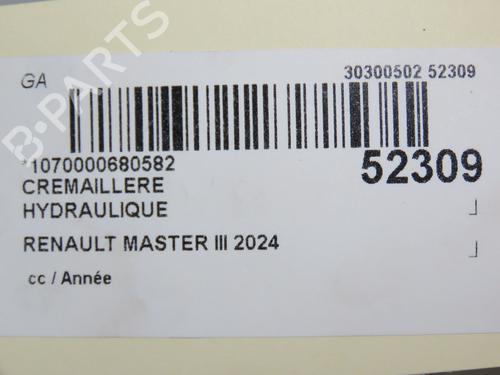 GA
30300502 52309
*1070000680582
52309
CREMAILLERE
HYDRAULIQUE
RENAULT MASTER III 2024
cc / Année
B-PARTS